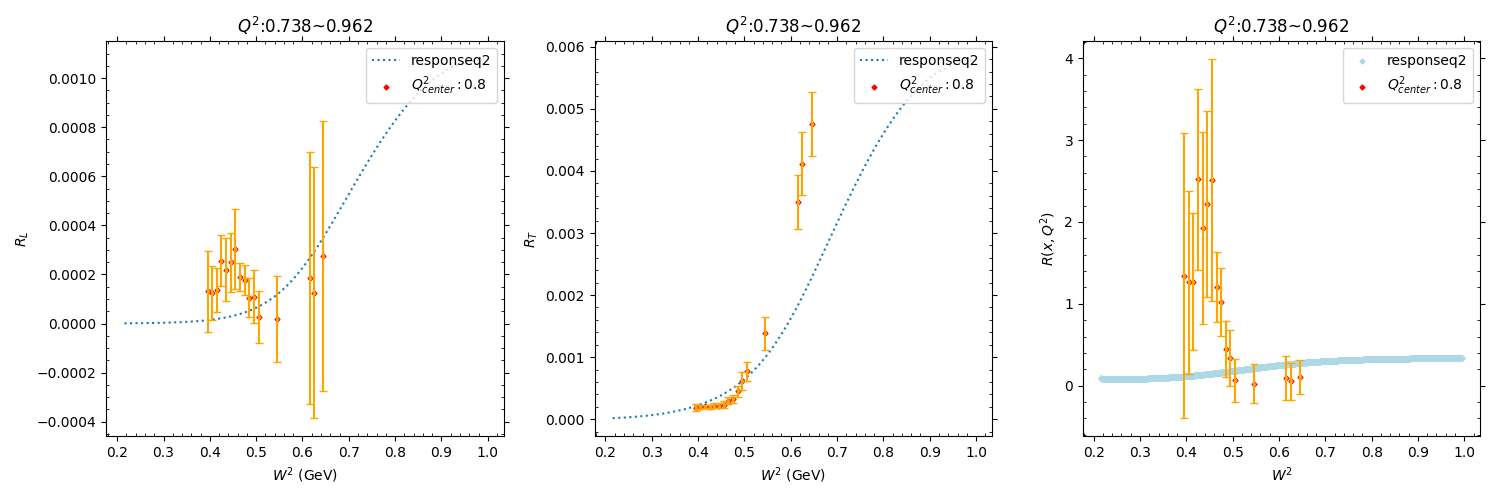 Q²:0.738~0.962
responseq2
Q²center : 0.8
0.0010
0.0008
0.0006
0.0004
0.0002
0.0000
−0.0002
−0.0004
R_L
0.2 0.3 0.4 0.5 0.6 0.7 0.8 0.9 1.0
W² (GeV)
Q²:0.738~0.962
responseq2
Q²center : 0.8
0.006
0.005
0.004
0.003
0.002
0.001
0.000
R_T
0.2 0.3 0.4 0.5 0.6 0.7 0.8 0.9 1.0
W² (GeV)
Q²:0.738~0.962
responseq2
Q²center : 0.8
4
3
2
1
0
R(x, Q²)
0.2 0.3 0.4 0.5 0.6 0.7 0.8 0.9 1.0
W²